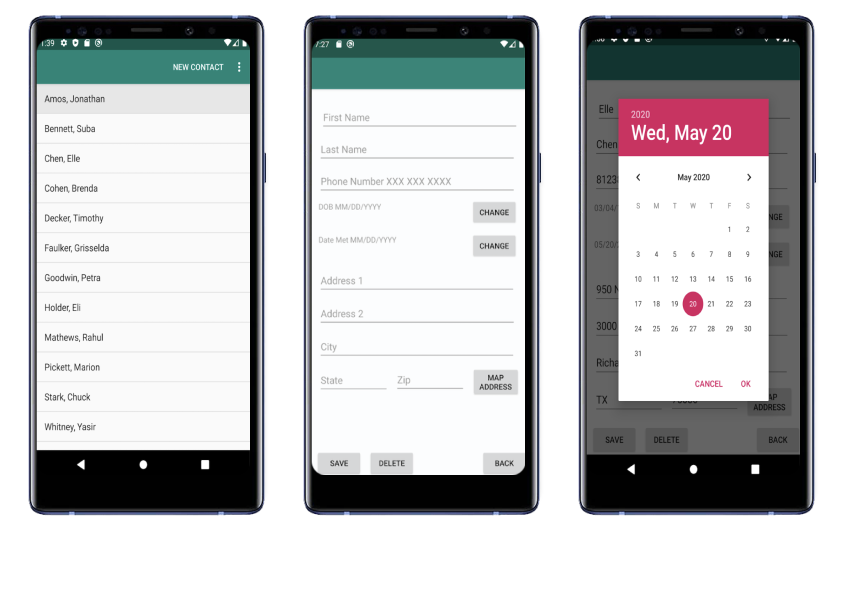 1:39
NEW CONTACT
Amos, Jonathan
Bennett, Suba
Chen, Elle
Cohen, Brenda
Decker, Timothy
Faulker, Grisselda
Goodwin, Petra
Holder, Eli
Mathews, Rahul
Pickett, Marion
Stark, Chuck
Whitney, Yasir
7:27
First Name
Last Name
Phone Number XXX XXX XXXX
DOB MM/DD/YYYY
CHANGE
Date Met MM/DD/YYYY
CHANGE
Address 1
Address 2
City
State Zip MAP ADDRESS
SAVE DELETE BACK
Elle
Chen
8123
03/04/
NGE
05/20/
NGE
950 N
3000
Richa
TX
AP
ADDRESS
SAVE DELETE BACK
2020
Wed, May 20
May 2020
S M T W T F S
1 2
3 4 5 6 7 8 9
10 11 12 13 14 15 16
17 18 19 20 21 22 23
24 25 26 27 28 29 30
31
CANCEL OK